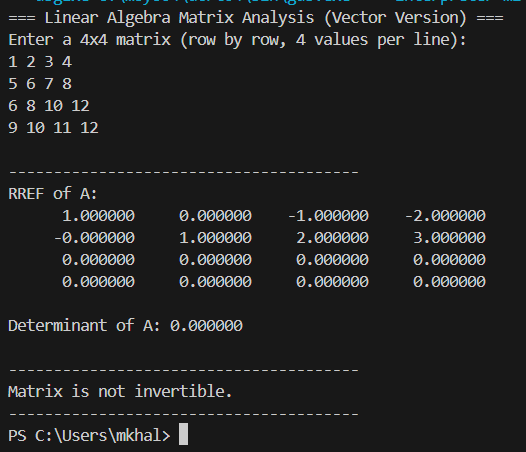 === Linear Algebra Matrix Analysis (Vector Version) ===
Enter a 4x4 matrix (row by row, 4 values per line):
1 2 3 4
5 6 7 8
6 8 10 12
9 10 11 12
---------------------------------------
RREF of A:
1.000000 0.000000 -1.000000 -2.000000
-0.000000 1.000000 2.000000 3.000000
0.000000 0.000000 0.000000 0.000000
0.000000 0.000000 0.000000 0.000000
Determinant of A: 0.000000
---------------------------------------
Matrix is not invertible.
---------------------------------------
PS C:\Users\mkhal>